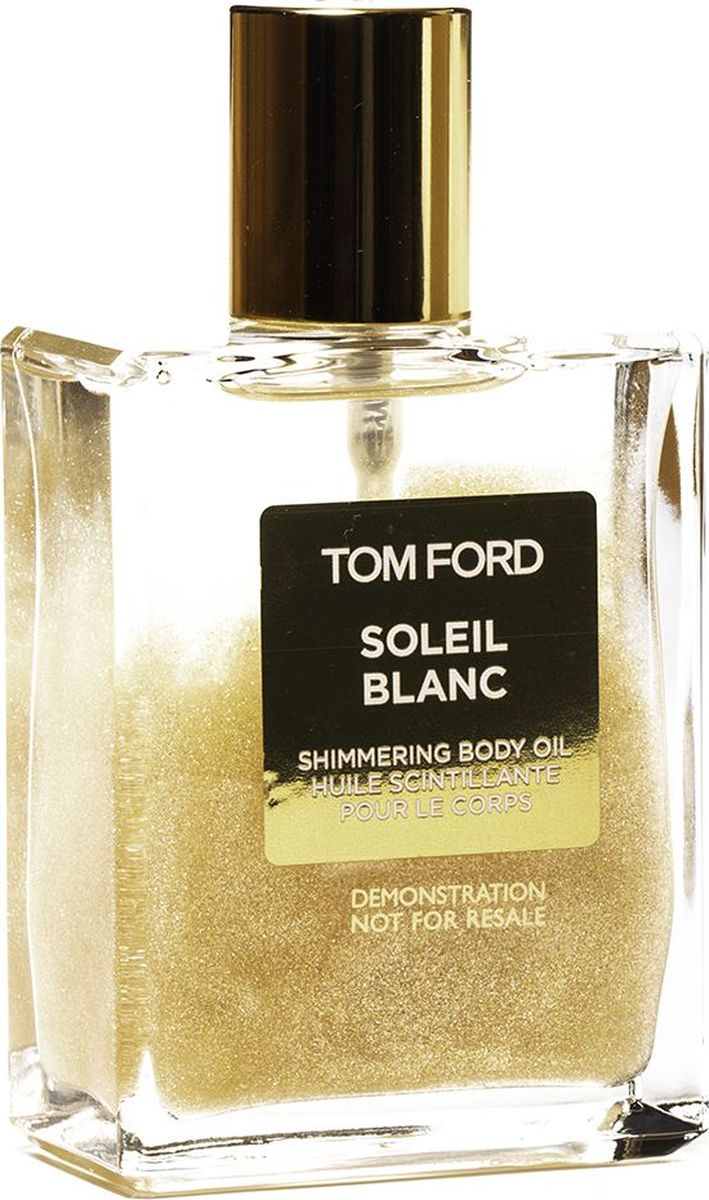 TOM FORD
SOLEIL
BLANC
SHIMMERING BODY OIL
HUILE SCINTILLANTE
POUR LE CORPS
DEMONSTRATION
NOT FOR RESALE